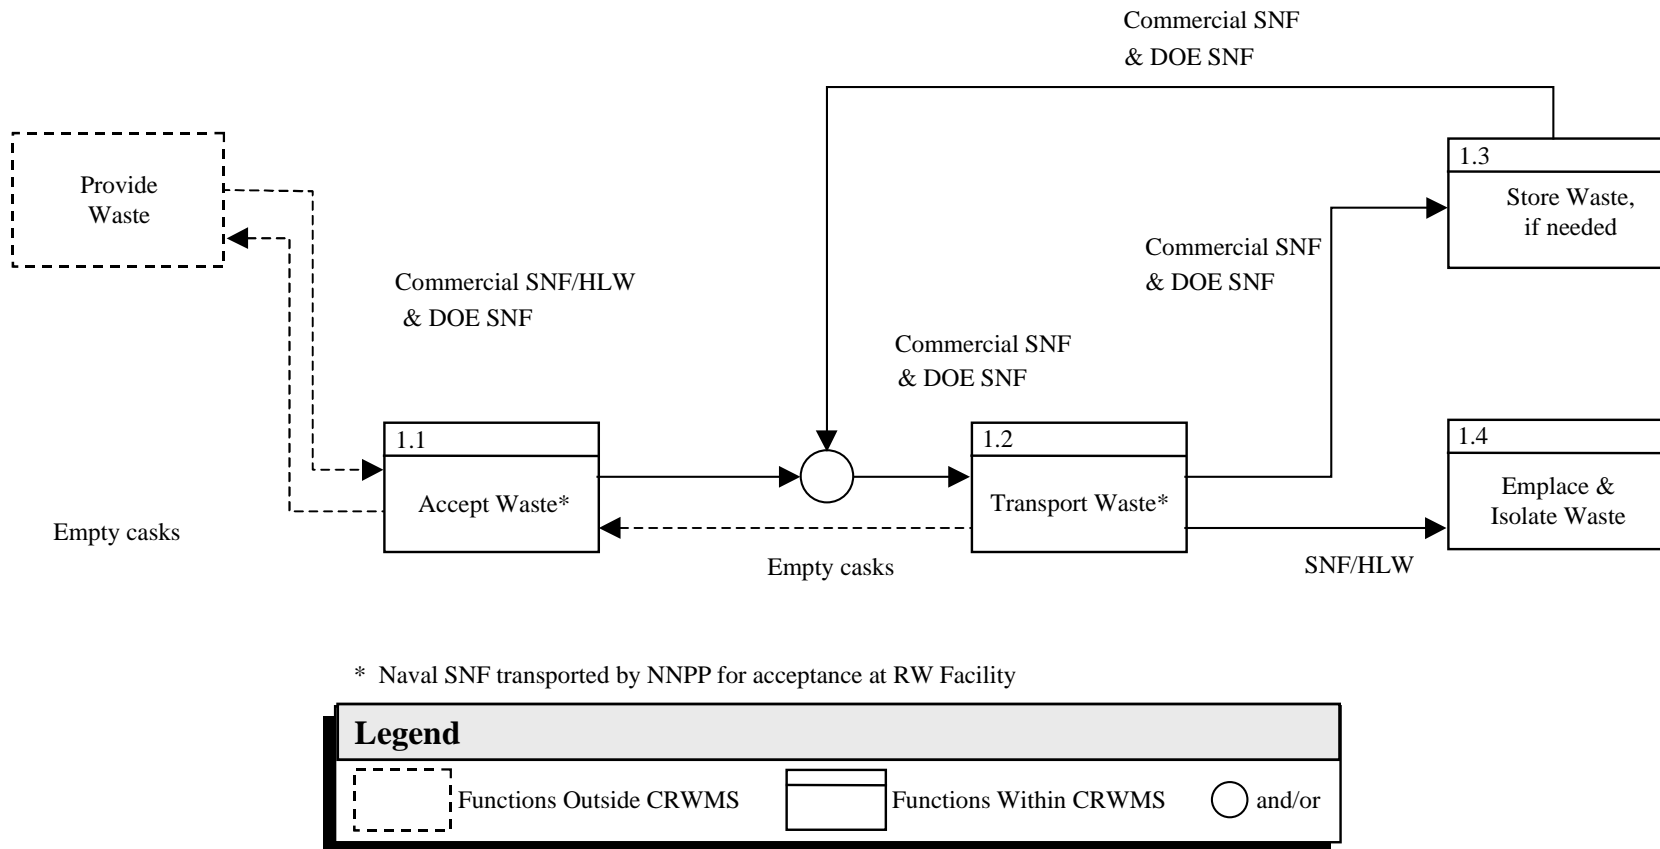 Commercial SNF
& DOE SNF
1.3
Store Waste,
if needed
Provide
Waste
Commercial SNF
& DOE SNF
Commercial SNF/HLW
& DOE SNF
Commercial SNF
& DOE SNF
1.1
Accept Waste*
1.2
Transport Waste*
1.4
Emplace &
Isolate Waste
Empty casks
Empty casks
SNF/HLW
* Naval SNF transported by NNPP for acceptance at RW Facility
Legend
Functions Outside CRWMS
Functions Within CRWMS
and/or